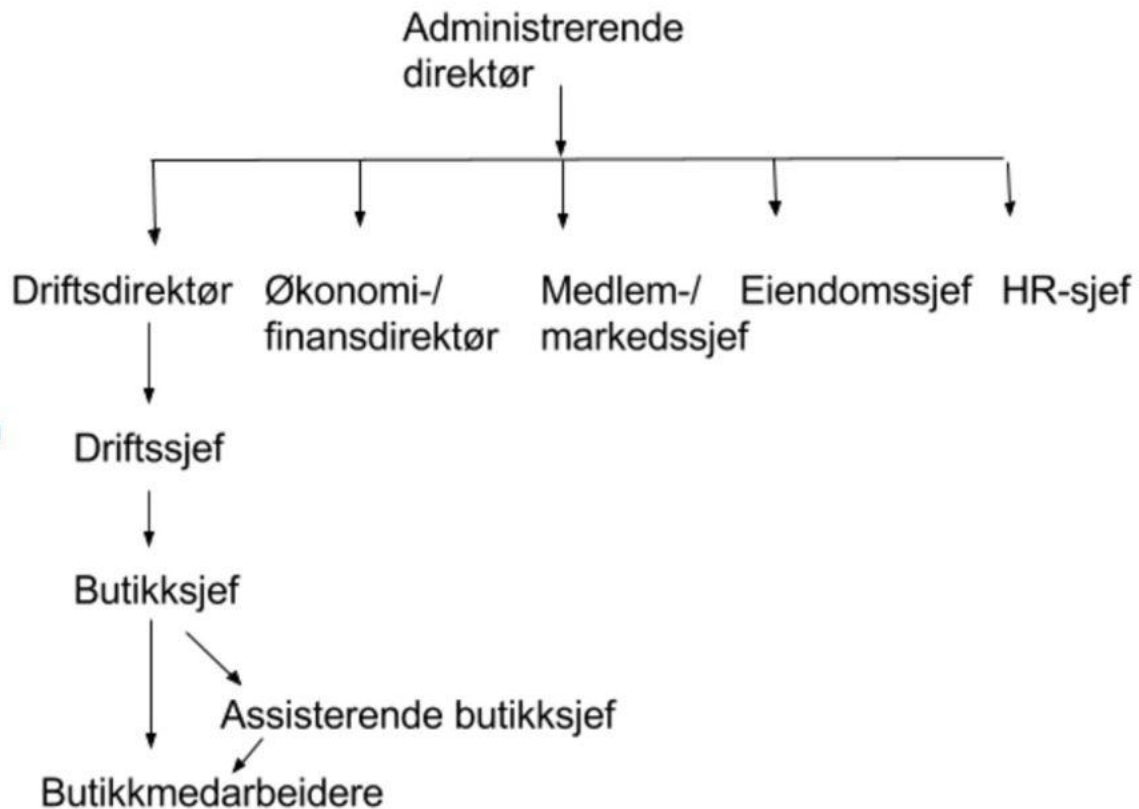 Administrerende
direktør
Driftsdirektør
Økonomi-/
finansdirektør
Medlem-/
markedssjef
Eiendomssjef
HR-sjef
Driftssjef
Butikksjef
Assisterende butikksjef
Butikkmedarbeidere